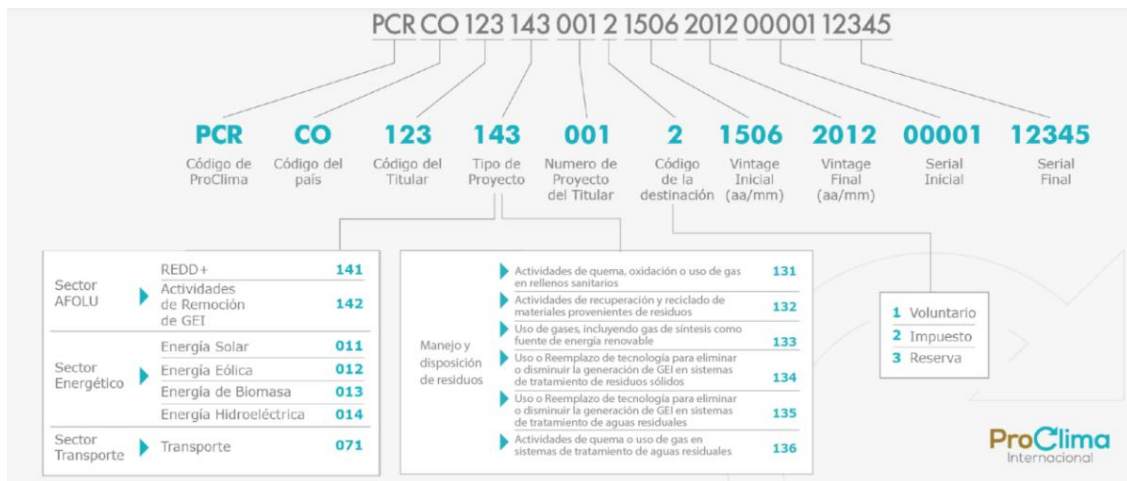 PCR CO 123 143 001 2 1506 2012 00001 12345
PCR CO 123 143 001 2 1506 2012 00001 12345
Código de
ProClima
Código del
país
Código del
Titular
Tipo de
Proyecto
Numero de
Proyecto
del Titular
Código
de la
destinación
Vintage
Inicial
(aa/mm)
Vintage
Final
(aa/mm)
Serial
Inicial
Serial
Final
Sector
AFOLU
REDD+ 141
Actividades
de Remoción
de GEI
142
Sector
Energético
Energía Solar 011
Energía Eólica 012
Energía de Biomasa 013
Energía Hidroeléctrica 014
Sector
Transporte
Transporte 071
Manejo y
disposición
de residuos
Actividades de quema, oxidación o uso de gas
en rellenos sanitarios
131
Actividades de recuperación y reciclado de
materiales provenientes de residuos
132
Uso de gases, incluyendo gas de síntesis como
fuente de energía renovable
133
Uso o Reemplazo de tecnología para eliminar
o disminuir la generación de GEI en sistemas
de tratamiento de residuos sólidos
134
Uso o Reemplazo de tecnología para eliminar
o disminuir la generación de GEI en sistemas
de tratamiento de aguas residuales
135
Actividades de quema o uso de gas en
sistemas de tratamiento de aguas residuales
136
1 Voluntario
2 Impuesto
3 Reserva
ProClima
Internacional